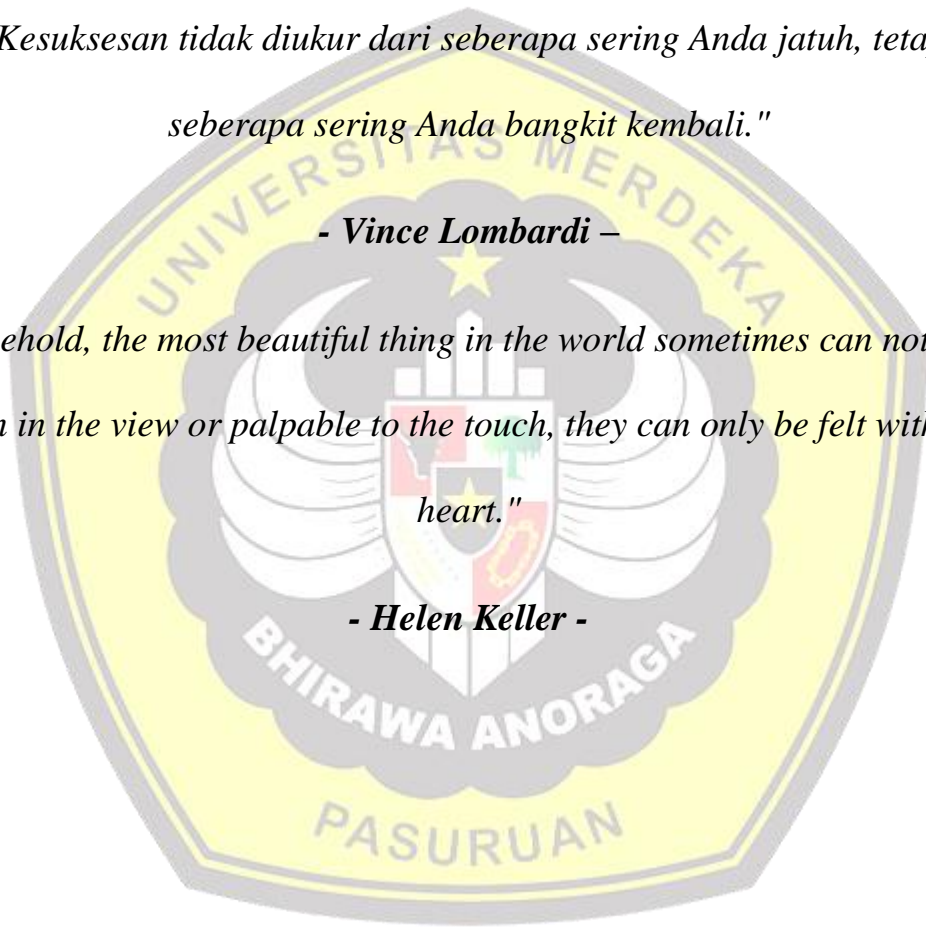 Kesuksesan tidak diukur dari seberapa sering Anda jatuh,
seberapa sering Anda bangkit kembali."
UNIVERSITAS MERDEKA
- Vince Lombardi –
the most beautiful thing in the world sometimes can not
in the view or palpable to the touch, they can only be felt with
heart."
- Helen Keller -
BHIRAWA ANORAGA
PASURUAN